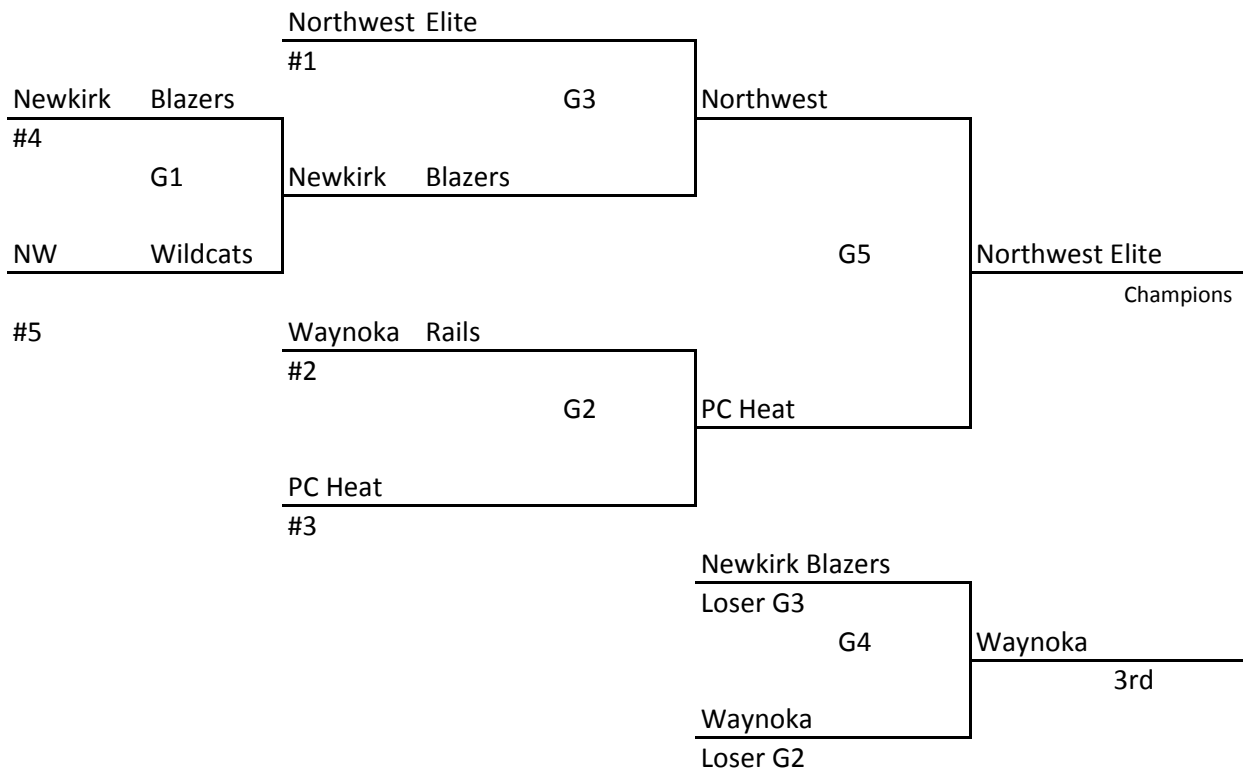 Northwest Elite
#1
Newkirk Blazers G3 Northwest
#4
G1 Newkirk Blazers
NW Wildcats G5 Northwest Elite
Champions
#5 Waynoka Rails
#2
G2 PC Heat
PC Heat
#3
Newkirk Blazers
Loser G3
G4 Waynoka
3rd
Waynoka
Loser G2